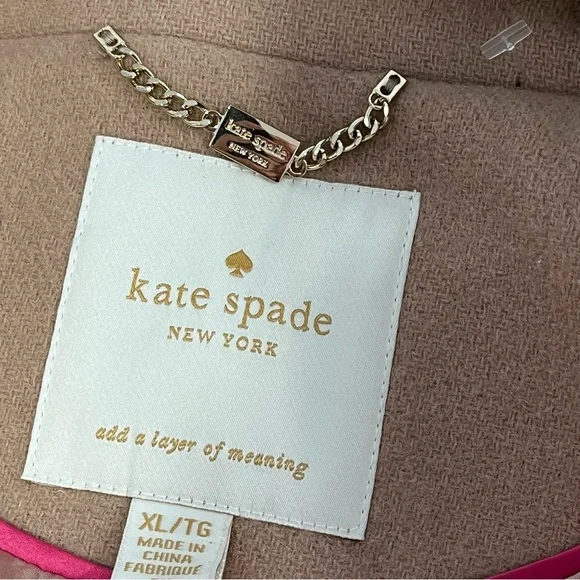 kate spade
NEW YORK
kate spade
NEW YORK
add a layer of meaning
XL/TG
MADE IN
CHINA
FABRIQUÉ